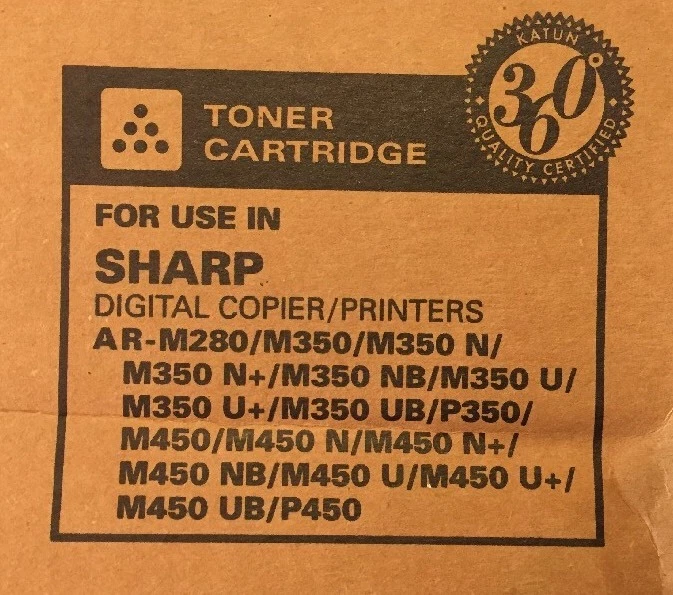 KATUN
360°
QUALITY CERTIFIED
TONER
CARTRIDGE
FOR USE IN
SHARP
DIGITAL COPIER/PRINTERS
AR-M280/M350/M350 N/
M350 N+/M350 NB/M350 U/
M350 U+/M350 UB/P350/
M450/M450 N/M450 N+/
M450 NB/M450 U/M450 U+/
M450 UB/P450